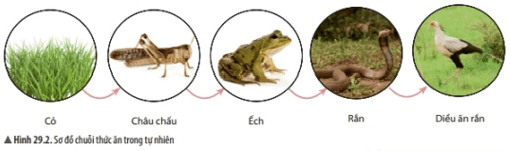 Cỏ Châu chấu Ếch Rắn Diều ăn rắn
▲ Hình 29.2. Sơ đồ chuỗi thức ăn trong tự nhiên